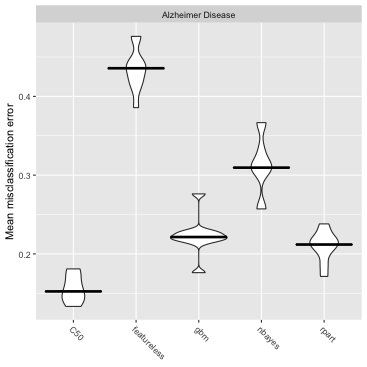 Alzheimer Disease
Mean misclassification error
0.4
0.3
0.2
C50
featureless
gbm
nbayes
rpart